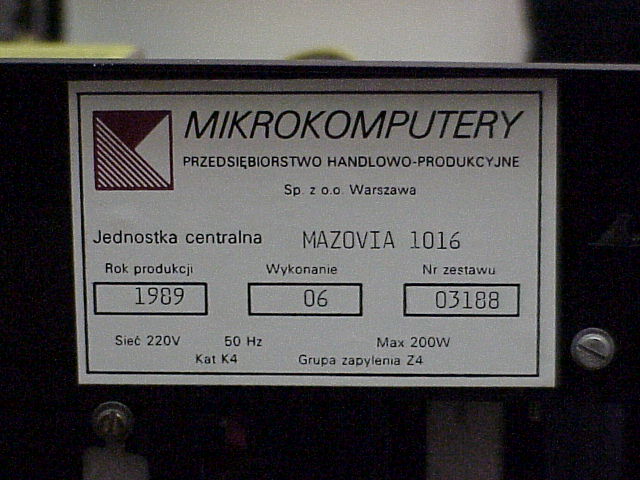 MIKROKOMPUTERY
PRZEDSIĘBIORSTWO HANDLOWO-PRODUKCYJNE
Sp. z o.o. Warszawa
Jednostka centralna MAZOVIA 1016
Rok produkcji Wykonanie Nr zestawu
1989 06 03188
Sieć 220V 50 Hz Max 200W
Kat K4 Grupa zapylenia Z4